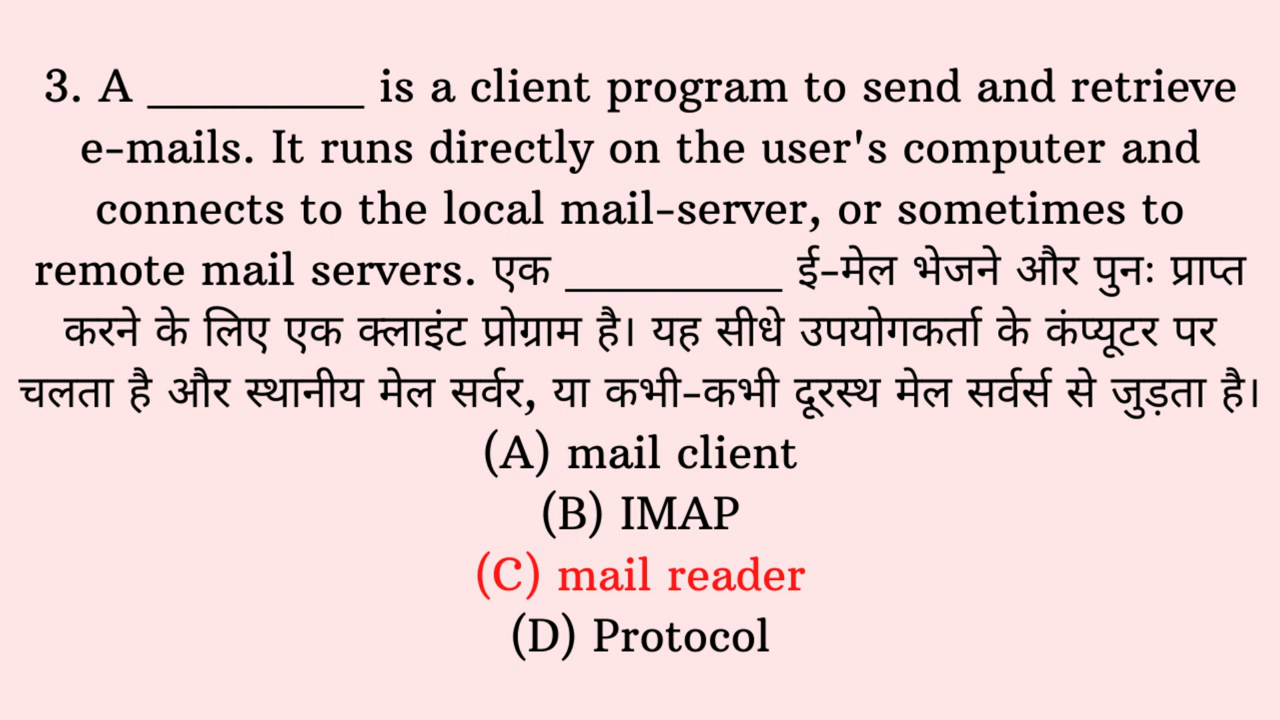 3. A _________ is a client program to send and retrieve
e-mails. It runs directly on the user's computer and
connects to the local mail-server, or sometimes to
remote mail servers. एक _________ ई-मेल भेजने और पुनः प्राप्त
करने के लिए एक क्लाइंट प्रोग्राम है। यह सीधे उपयोगकर्ता के कंप्यूटर पर
चलता है और स्थानीय मेल सर्वर, या कभी-कभी दूरस्थ मेल सर्वर्स से जुड़ता है।
(A) mail client
(B) IMAP
(C) mail reader
(D) Protocol